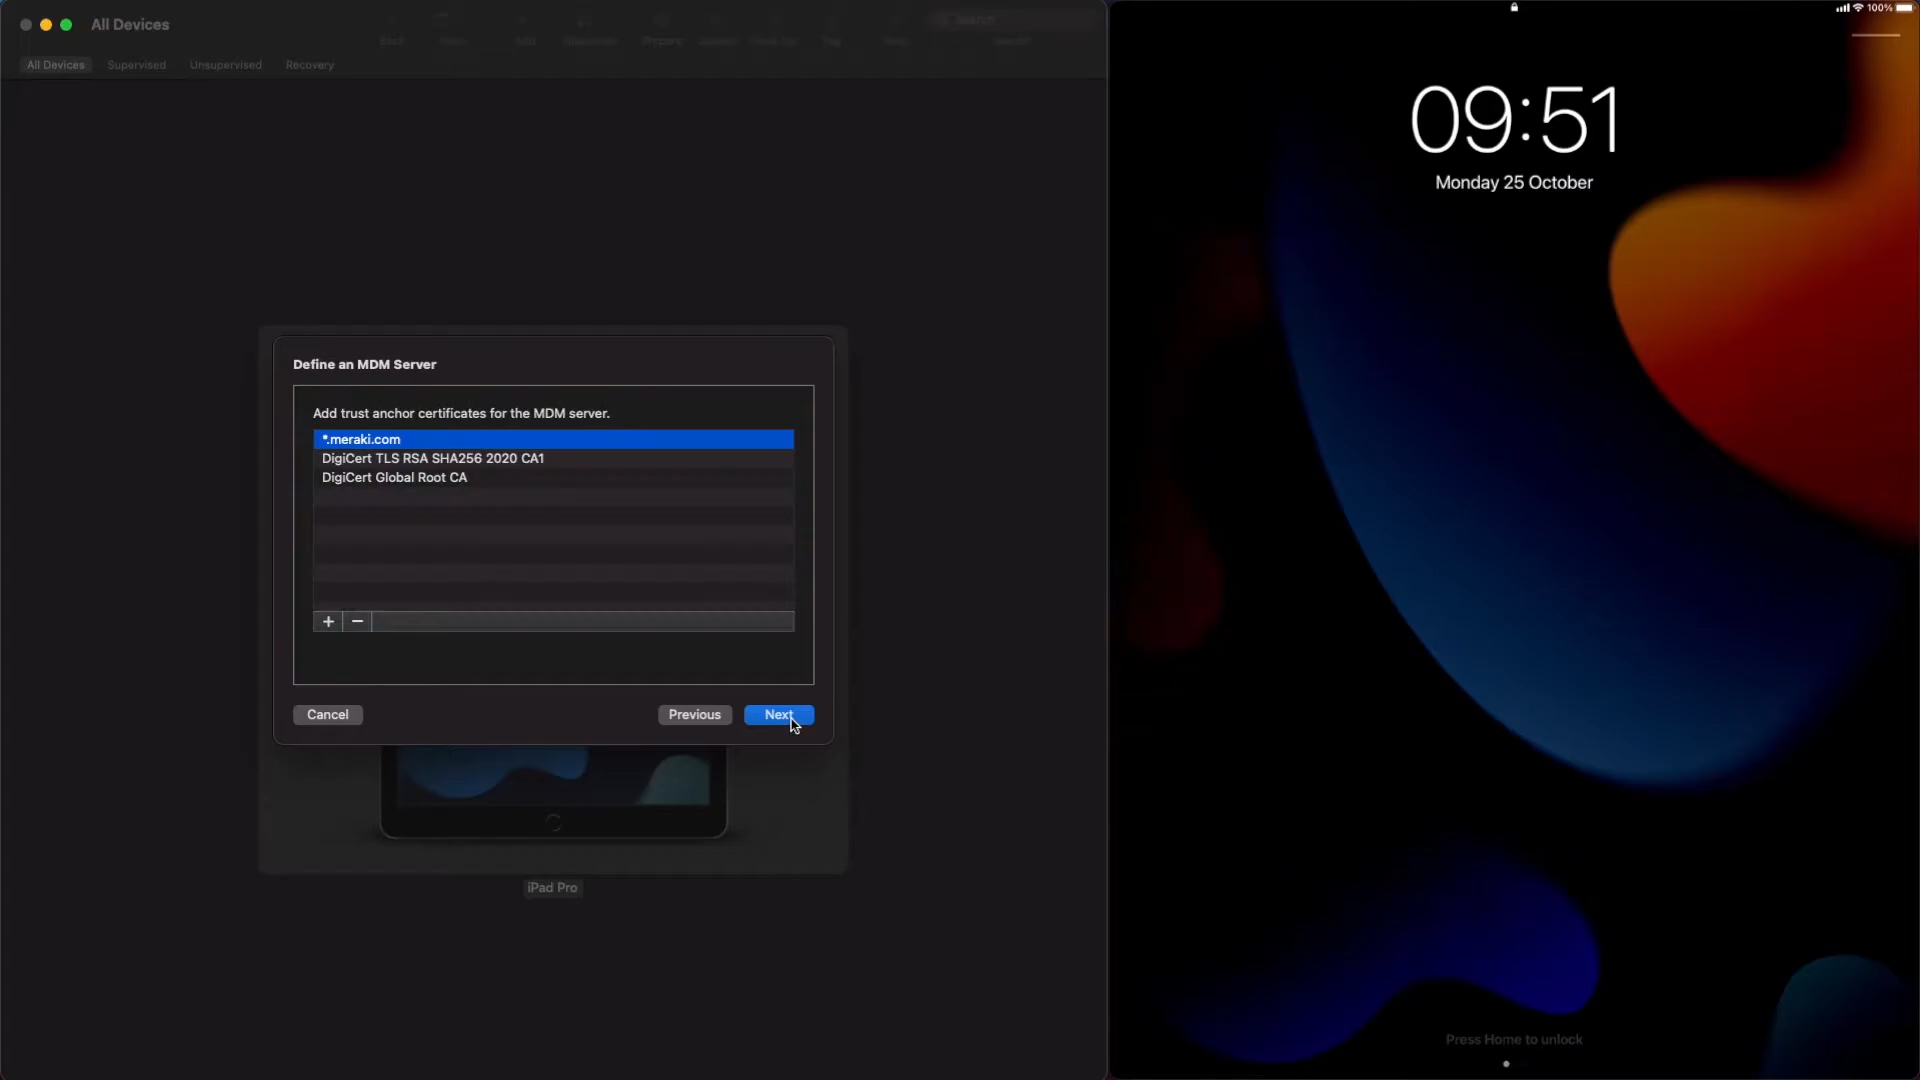 All Devices
Search
Prepare
All Devices
Supervised
Unsupervised
Recovery
Define an MDM Server
Add trust anchor certificates for the MDM server.
*.meraki.com
DigiCert TLS RSA SHA256 2020 CA1
DigiCert Global Root CA
+ −
Cancel
Previous
Next
iPad Pro
100%
09:51
Monday 25 October
Press Home to unlock